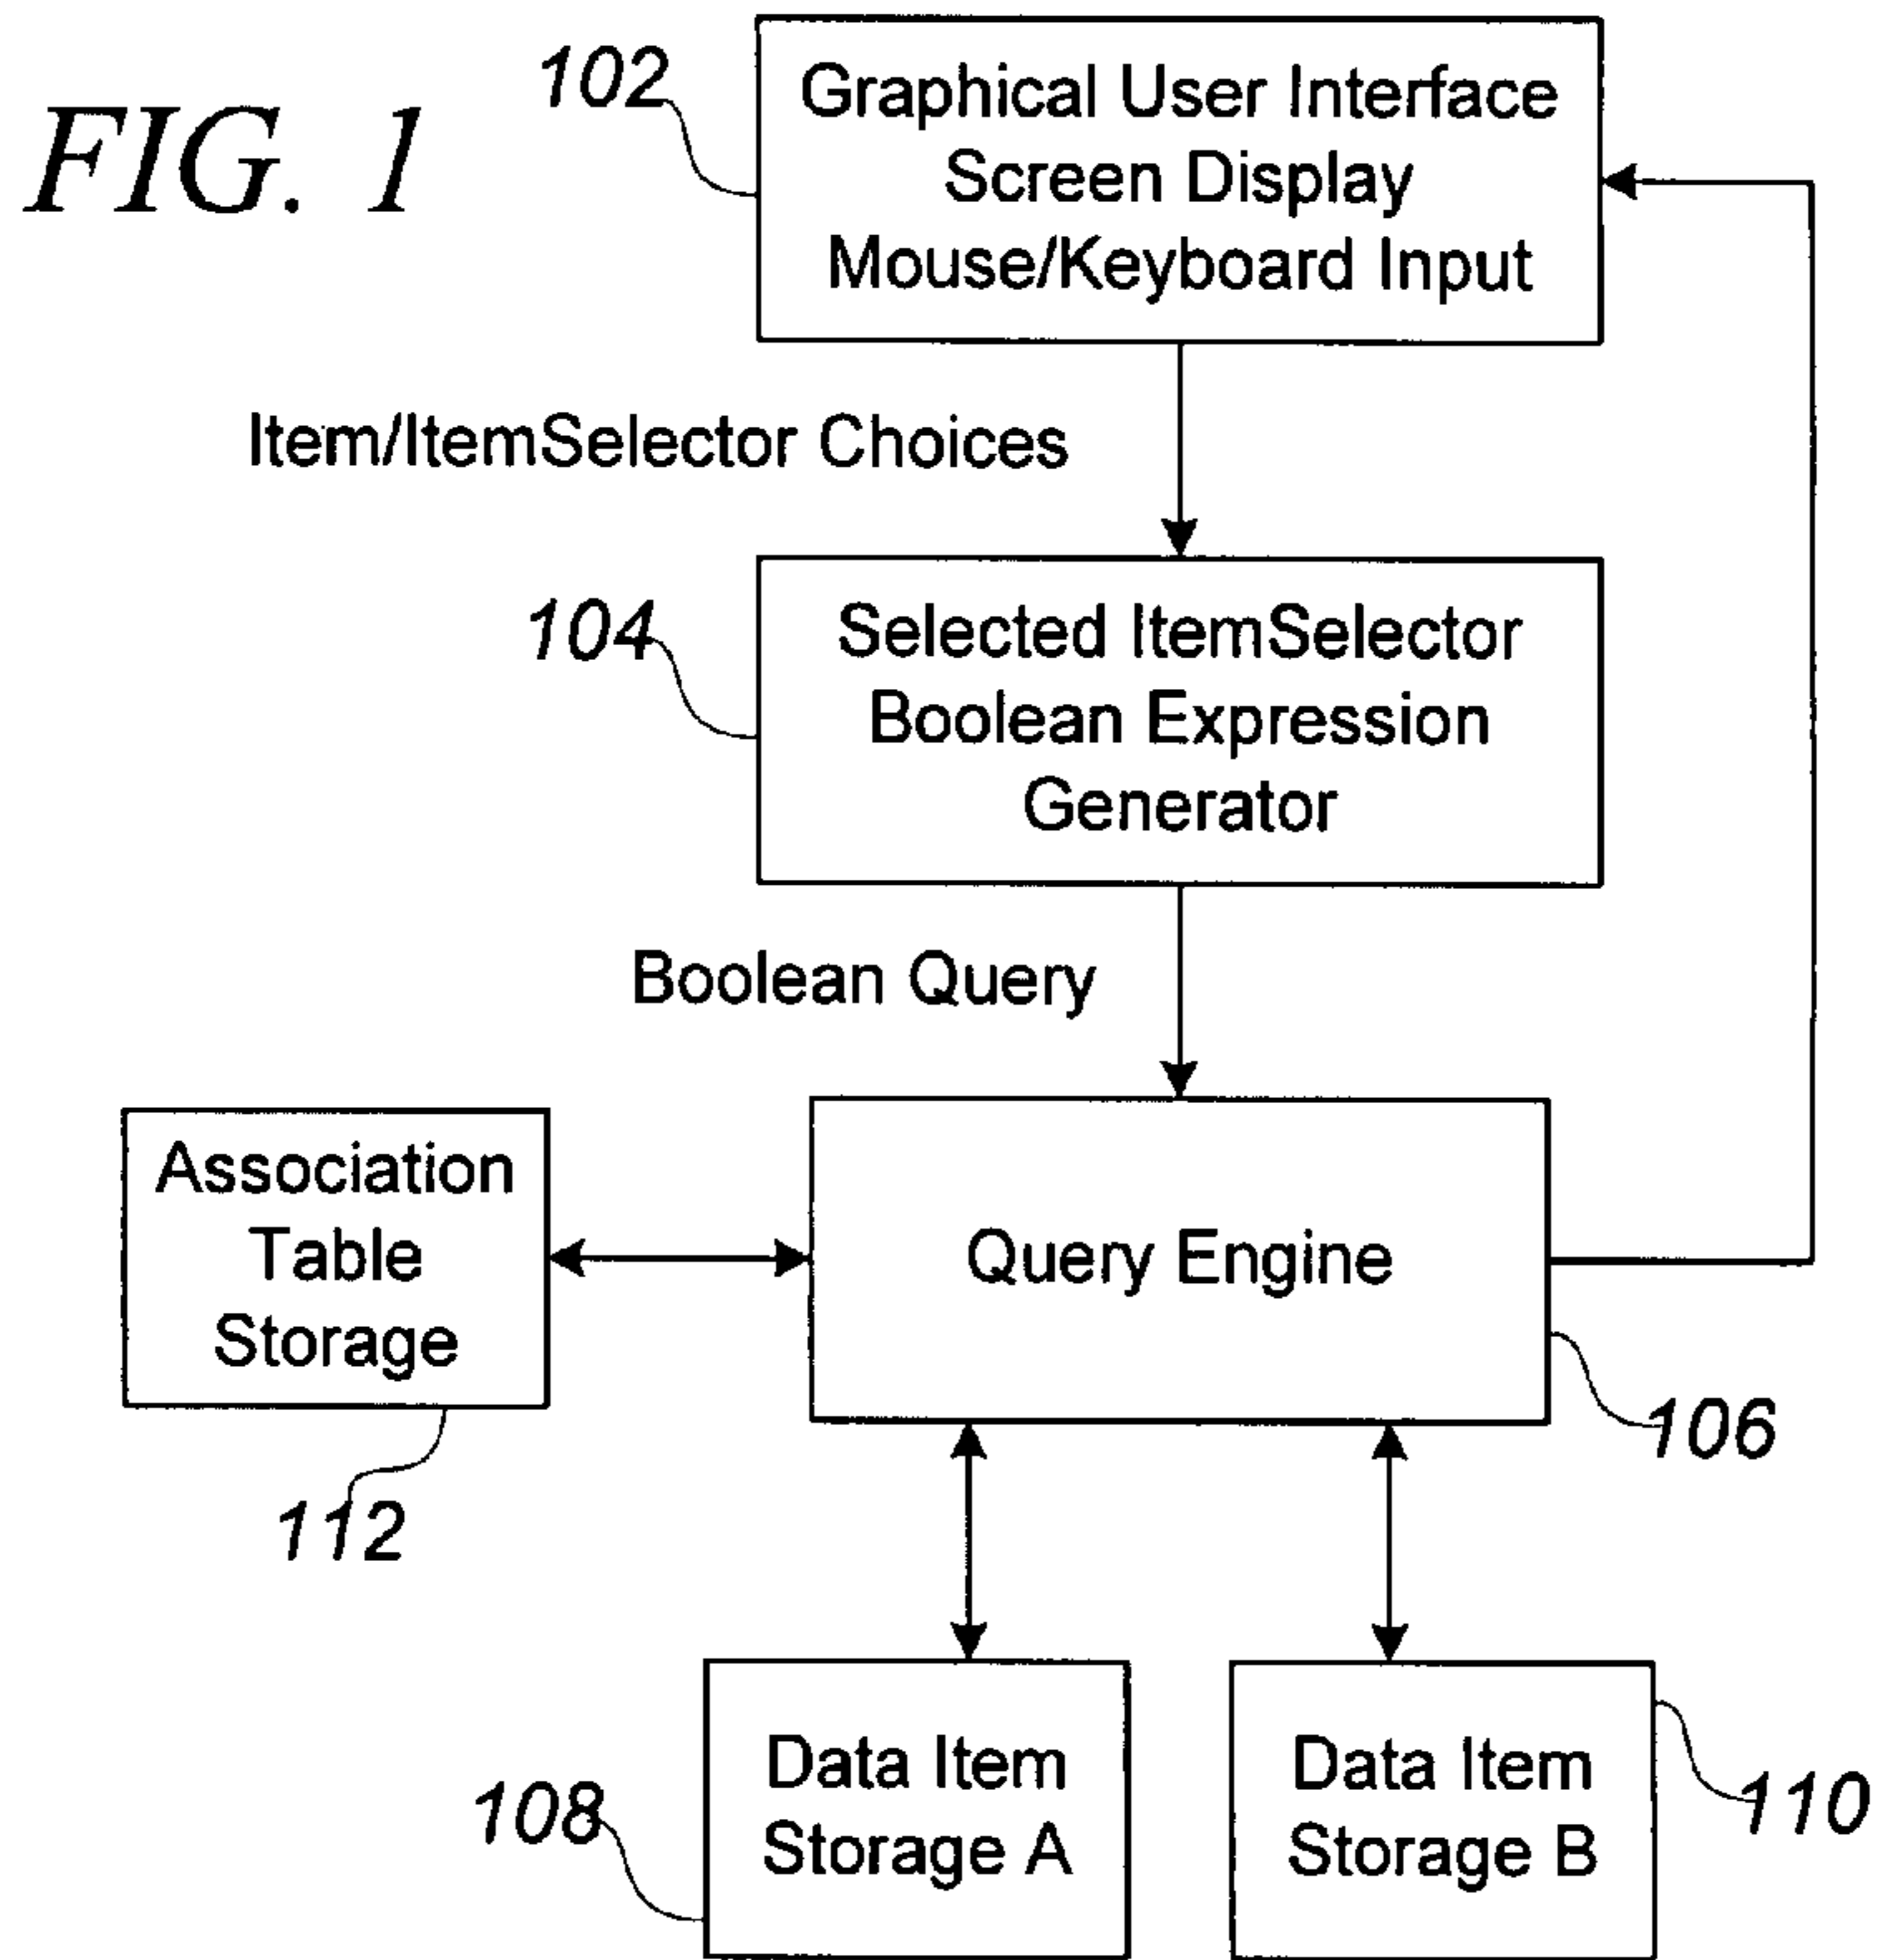 FIG. 1
102
Graphical User Interface
Screen Display
Mouse/Keyboard Input
Item/ItemSelector Choices
104
Selected ItemSelector
Boolean Expression
Generator
Boolean Query
Association
Table
Storage
112
Query Engine
106
108
Data Item
Storage A
Data Item
Storage B
110